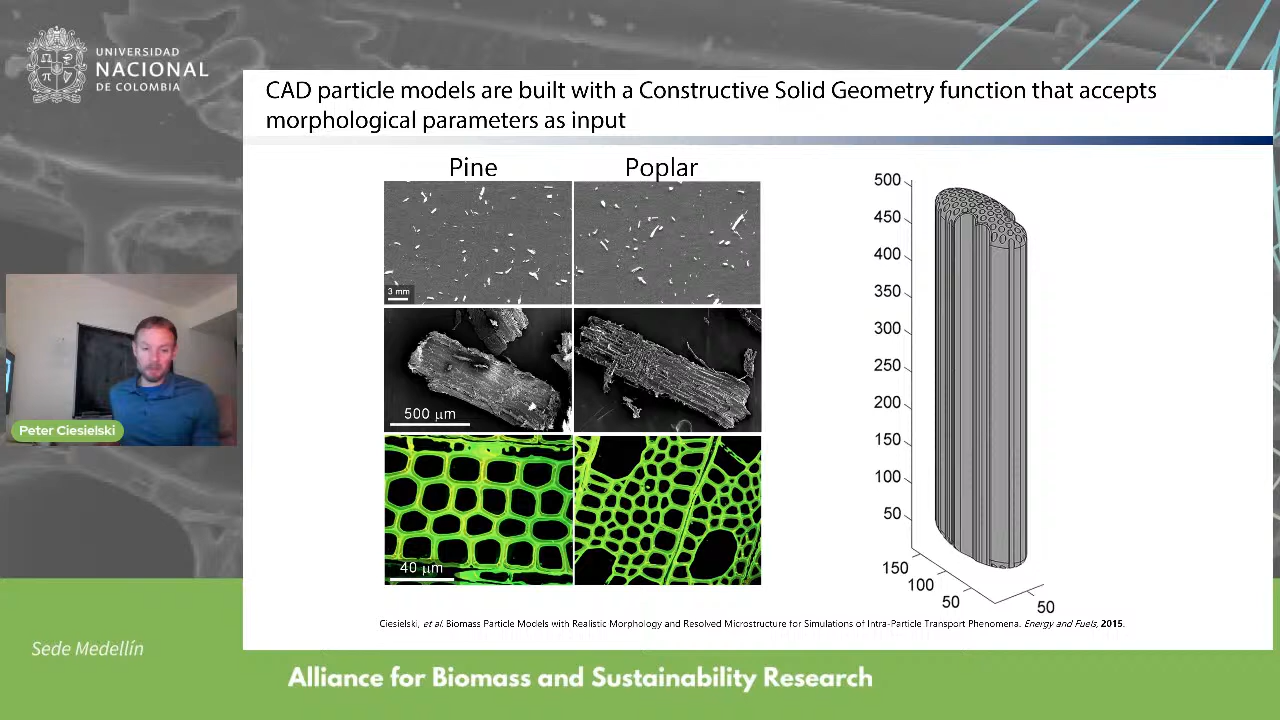 UNIVERSIDAD
NACIONAL
DE COLOMBIA
CAD particle models are built with a Constructive Solid Geometry function that accepts
morphological parameters as input
Pine
Poplar
3 mm
500 μm
40 μm
500
450
400
350
300
250
200
150
100
50
150
100
50
50
Peter Ciesielski
Ciesielski, et al. Biomass Particle Models with Realistic Morphology and Resolved Microstructure for Simulations of Intra-Particle Transport Phenomena. Energy and Fuels, 2015.
Sede Medellín
Alliance for Biomass and Sustainability Research